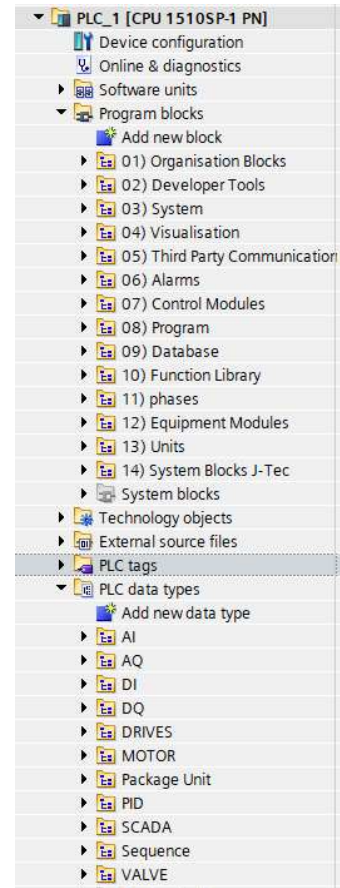 PLC_1 [CPU 1510SP-1 PN]
Device configuration
Online & diagnostics
Software units
Program blocks
Add new block
01) Organisation Blocks
02) Developer Tools
03) System
04) Visualisation
05) Third Party Communication
06) Alarms
07) Control Modules
08) Program
09) Database
10) Function Library
11) phases
12) Equipment Modules
13) Units
14) System Blocks J-Tec
System blocks
Technology objects
External source files
PLC tags
PLC data types
Add new data type
AI
AQ
DI
DQ
DRIVES
MOTOR
Package Unit
PID
SCADA
Sequence
VALVE